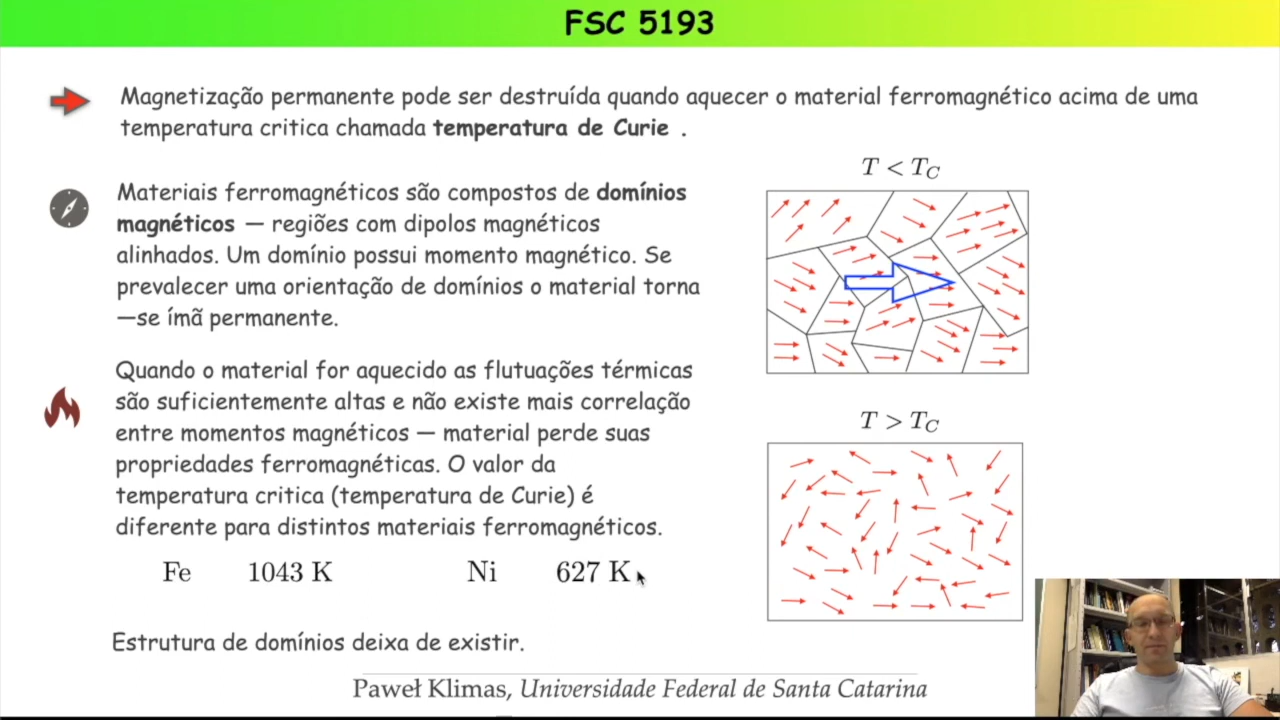 FSC 5193
Magnetização permanente pode ser destruída quando aquecer o material ferromagnético acima de uma
temperatura critica chamada temperatura de Curie .
T < T_C
Materiais ferromagnéticos são compostos de domínios
magnéticos — regiões com dipolos magnéticos
alinhados. Um domínio possui momento magnético. Se
prevalecer uma orientação de domínios o material torna
—se ímã permanente.
Quando o material for aquecido as flutuações térmicas
são suficientemente altas e não existe mais correlação
entre momentos magnéticos — material perde suas
propriedades ferromagnéticas. O valor da
temperatura critica (temperatura de Curie) é
diferente para distintos materiais ferromagnéticos.
T > T_C
Fe 1043 K Ni 627 K
Estrutura de domínios deixa de existir.
Paweł Klimas, Universidade Federal de Santa Catarina